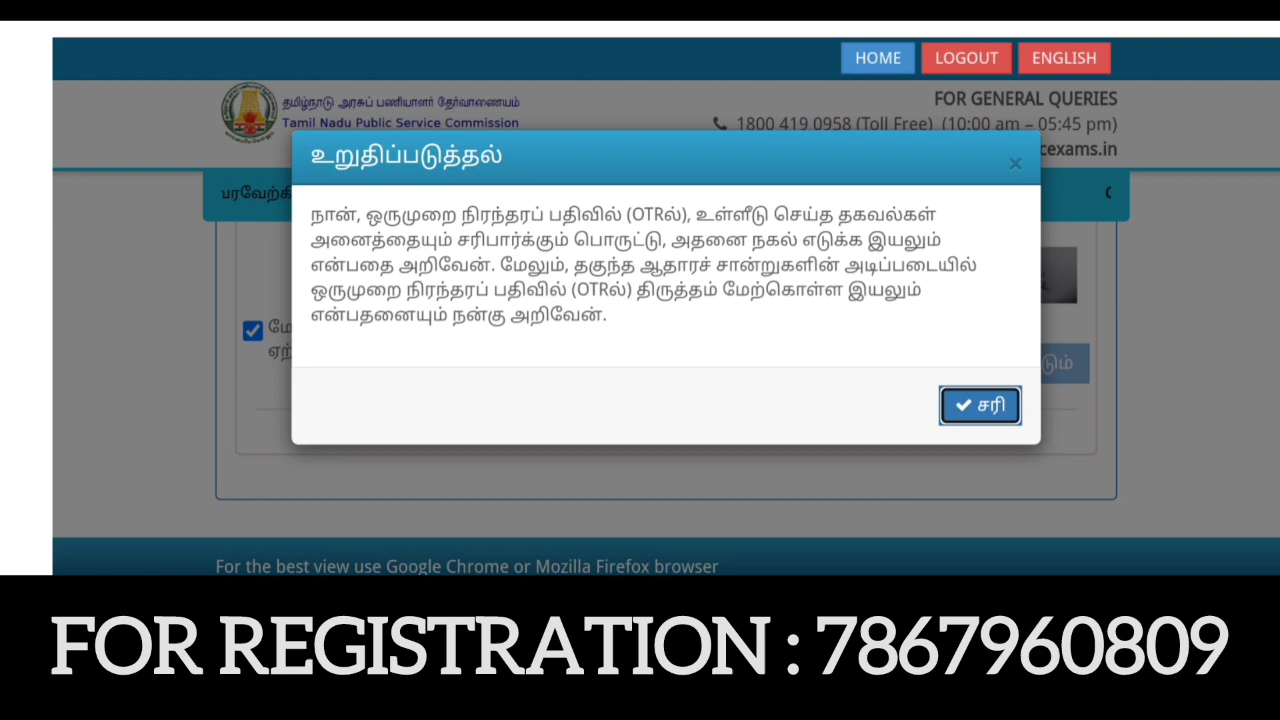 HOME LOGOUT ENGLISH
தமிழ்நாடு அரசுப் பணியாளர் தேர்வாணையம்
Tamil Nadu Public Service Commission
FOR GENERAL QUERIES
1800 419 0958 (Toll Free) (10:00 am – 05:45 pm)
cexams.in
உறுதிப்படுத்தல்
×
நான், ஒருமுறை நிரந்தரப் பதிவில் (OTRல்), உள்ளீடு செய்த தகவல்கள்
அனைத்தையும் சரிபார்க்கும் பொருட்டு, அதனை நகல் எடுக்க இயலும்
என்பதை அறிவேன். மேலும், தகுந்த ஆதாரச் சான்றுகளின் அடிப்படையில்
ஒருமுறை நிரந்தரப் பதிவில் (OTRல்) திருத்தம் மேற்கொள்ள இயலும்
என்பதனையும் நன்கு அறிவேன்.
சரி
For the best view use Google Chrome or Mozilla Firefox browser
FOR REGISTRATION : 7867960809